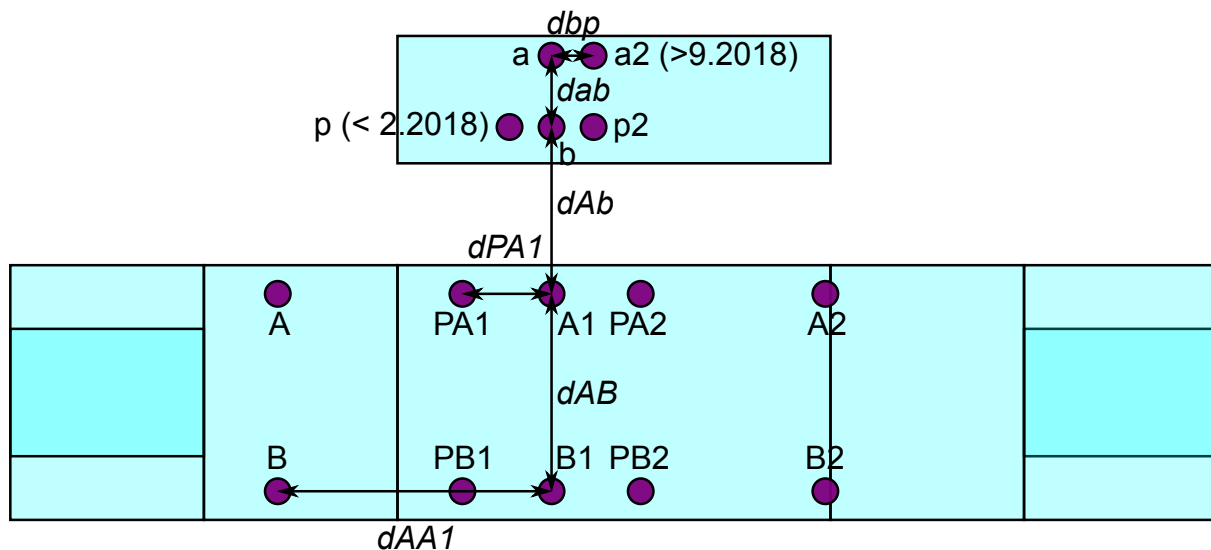 dbp
a
a2 (>9.2018)
dab
p (< 2.2018)
p2
b
dAb
dPA1
A
PA1
A1
PA2
A2
dAB
B
PB1
B1
PB2
B2
dAA1